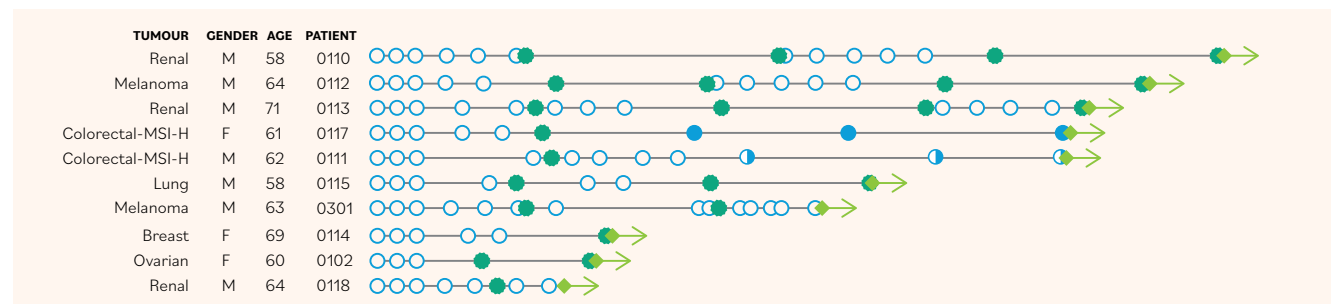 TUMOUR GENDER AGE PATIENT
Renal M 58 0110
Melanoma M 64 0112
Renal M 71 0113
Colorectal-MSI-H F 61 0117
Colorectal-MSI-H M 62 0111
Lung M 58 0115
Melanoma M 63 0301
Breast F 69 0114
Ovarian F 60 0102
Renal M 64 0118